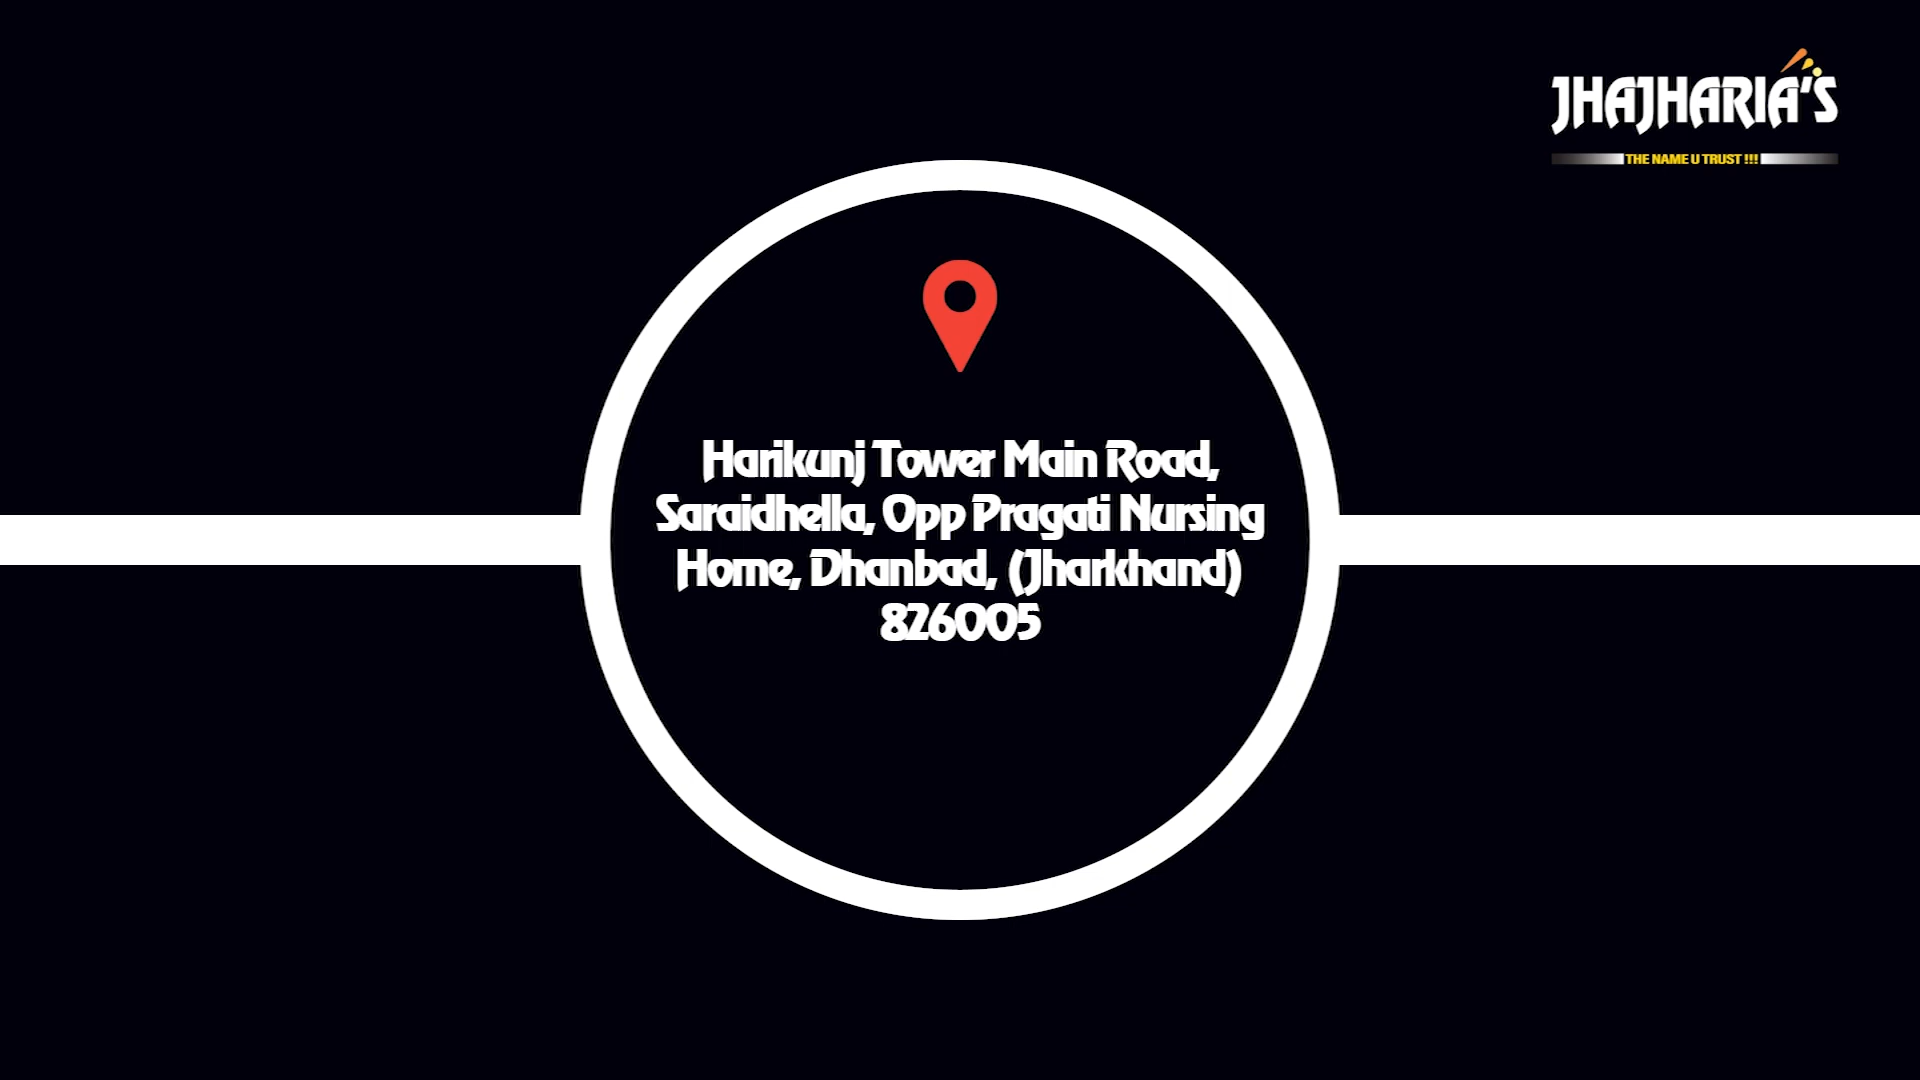 JHAJHARIA'S
THE NAME U TRUST !!!
Harikunj Tower Main Road,
Saraidhella, Opp Pragati Nursing
Home, Dhanbad, (Jharkhand)
826005